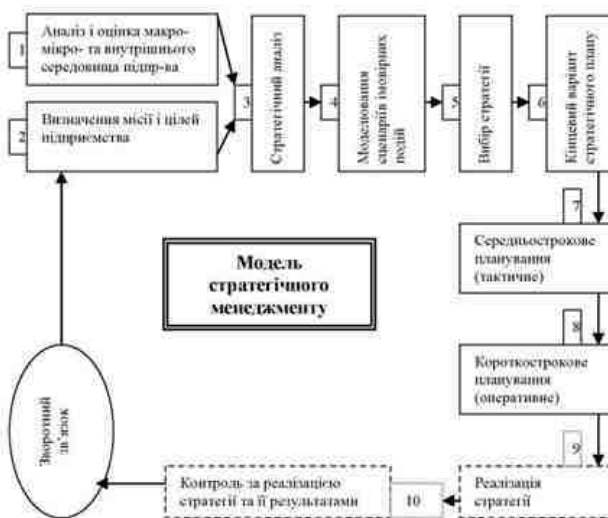 1
Аналіз і оцінка макро-
мікро- та внутрішнього
середовища підпр-ва
2
Визначення місії і цілей
підприємства
3
Стратегічний аналіз
4
Моделювання
сценаріїв імовірних
подій
5
Вибір стратегії
6
Кінцевий варіант
стратегічного плану
7
Середньострокове
планування
(тактичне)
Модель
стратегічного
менеджменту
8
Короткострокове
планування
(оперативне)
9
Реалізація
стратегії
10
Контроль за реалізацією
стратегії та її результатами
Зворотний
зв'язок